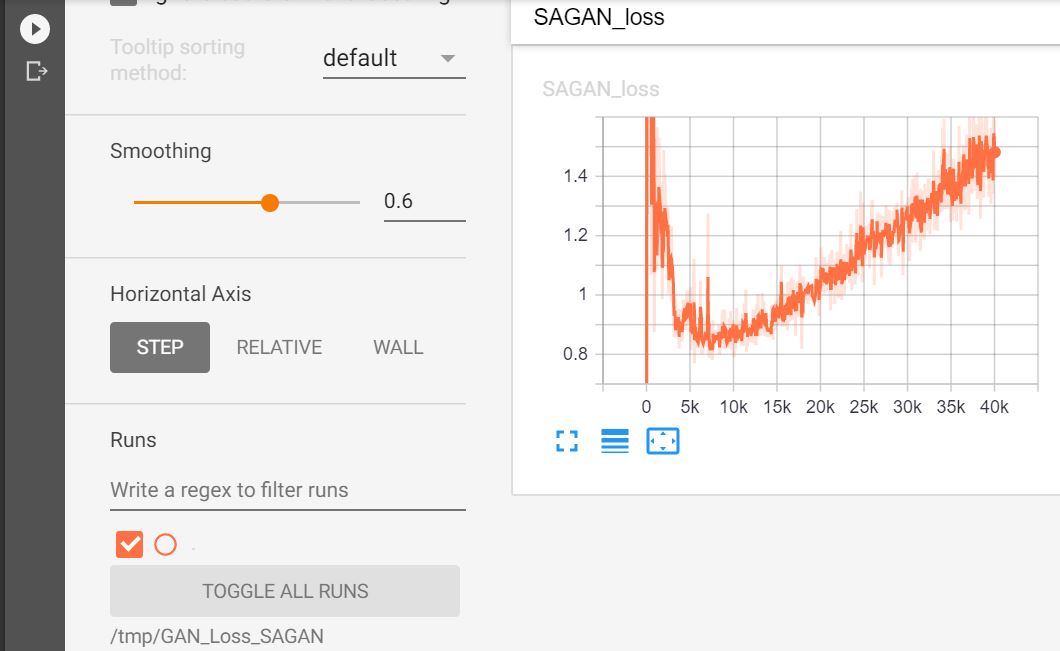 SAGAN_loss
Tooltip sorting
method:
default
Smoothing
0.6
Horizontal Axis
STEP
RELATIVE
WALL
Runs
Write a regex to filter runs
.
TOGGLE ALL RUNS
/tmp/GAN_Loss_SAGAN
SAGAN_loss
1.4
1.2
1
0.8
0 5k 10k 15k 20k 25k 30k 35k 40k